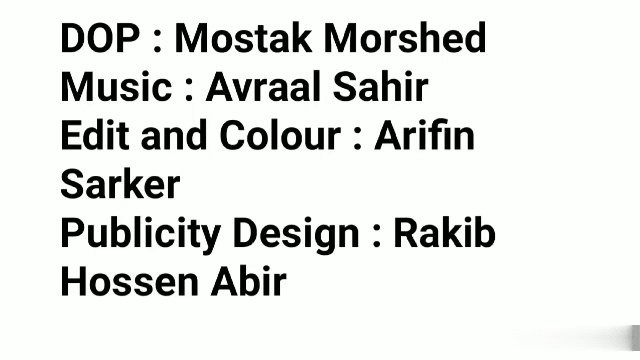 DOP : Mostak Morshed
Music : Avraal Sahir
Edit and Colour : Arifin
Sarker
Publicity Design : Rakib
Hossen Abir